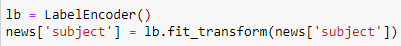 lb = LabelEncoder()
news['subject'] = lb.fit_transform(news['subject'])